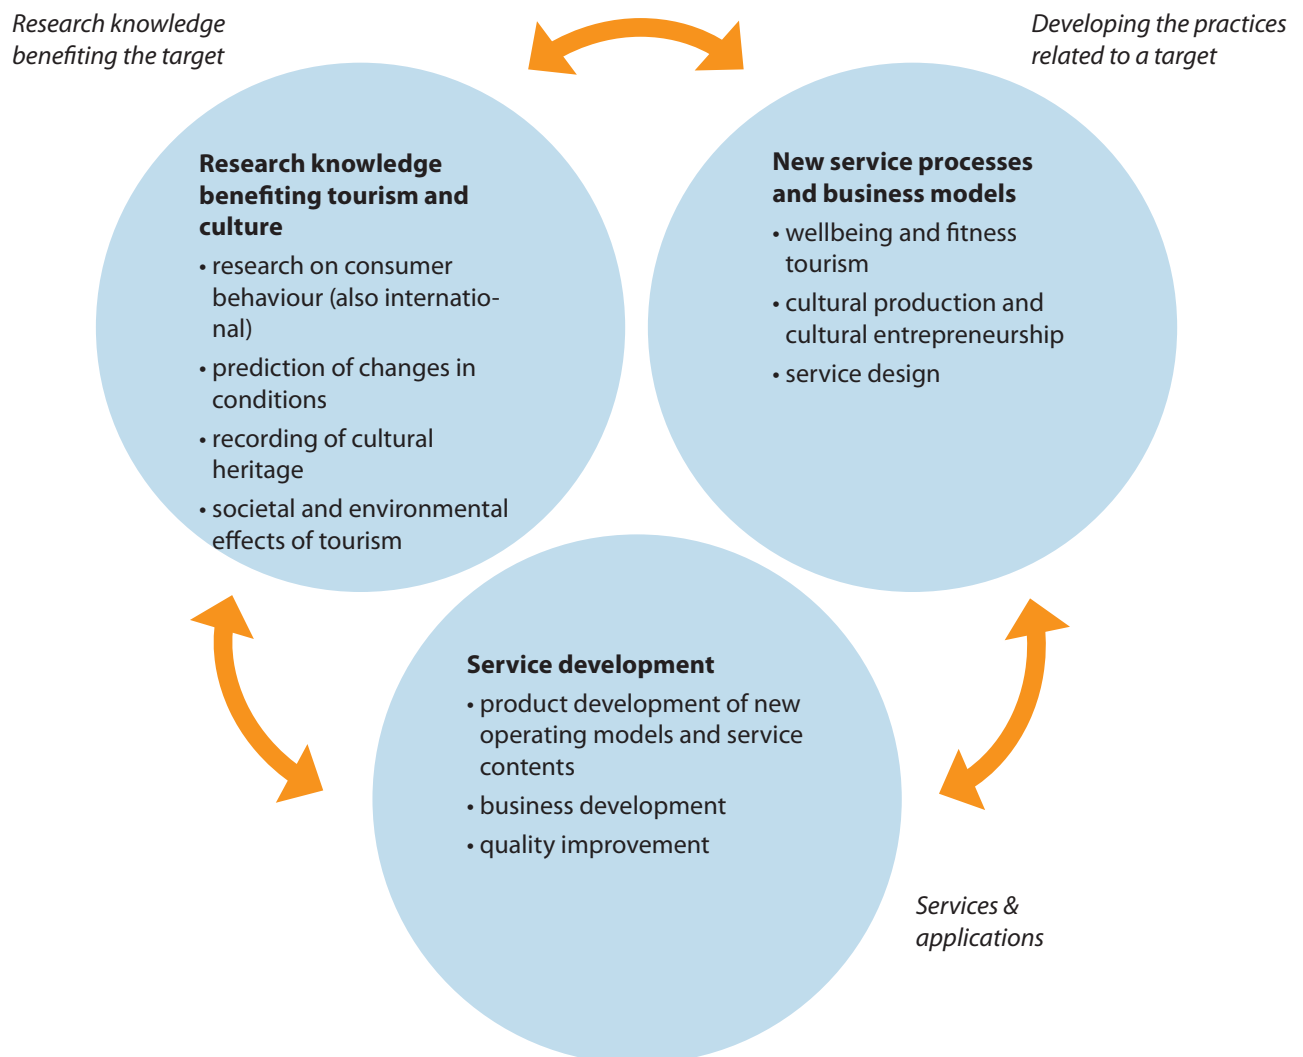 Research knowledge
benefiting the target
Developing the practices
related to a target
Research knowledge
benefiting tourism and
culture
• research on consumer
behaviour (also internatio-
nal)
• prediction of changes in
conditions
• recording of cultural
heritage
• societal and environmental
effects of tourism
New service processes
and business models
• wellbeing and fitness
tourism
• cultural production and
cultural entrepreneurship
• service design
Service development
• product development of new
operating models and service
contents
• business development
• quality improvement
Services &
applications